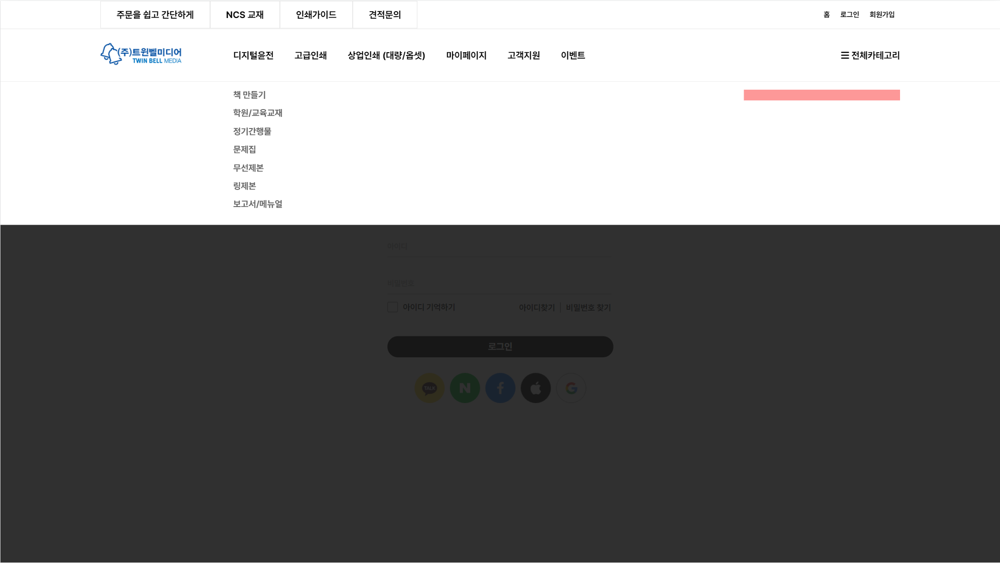 주문을 쉽고 간단하게 NCS 교재 인쇄가이드 견적문의 홈 로그인 회원가입
(주)트윈벨미디어
TWIN BELL MEDIA
디지털윤전 고급인쇄 상업인쇄 (대량/옵셋) 마이페이지 고객지원 이벤트 전체카테고리
책 만들기
학원/교육교재
정기간행물
문제집
무선제본
링제본
보고서/메뉴얼
아이디
비밀번호
아이디 기억하기 아이디찾기 비밀번호 찾기
로그인
TALK N f G